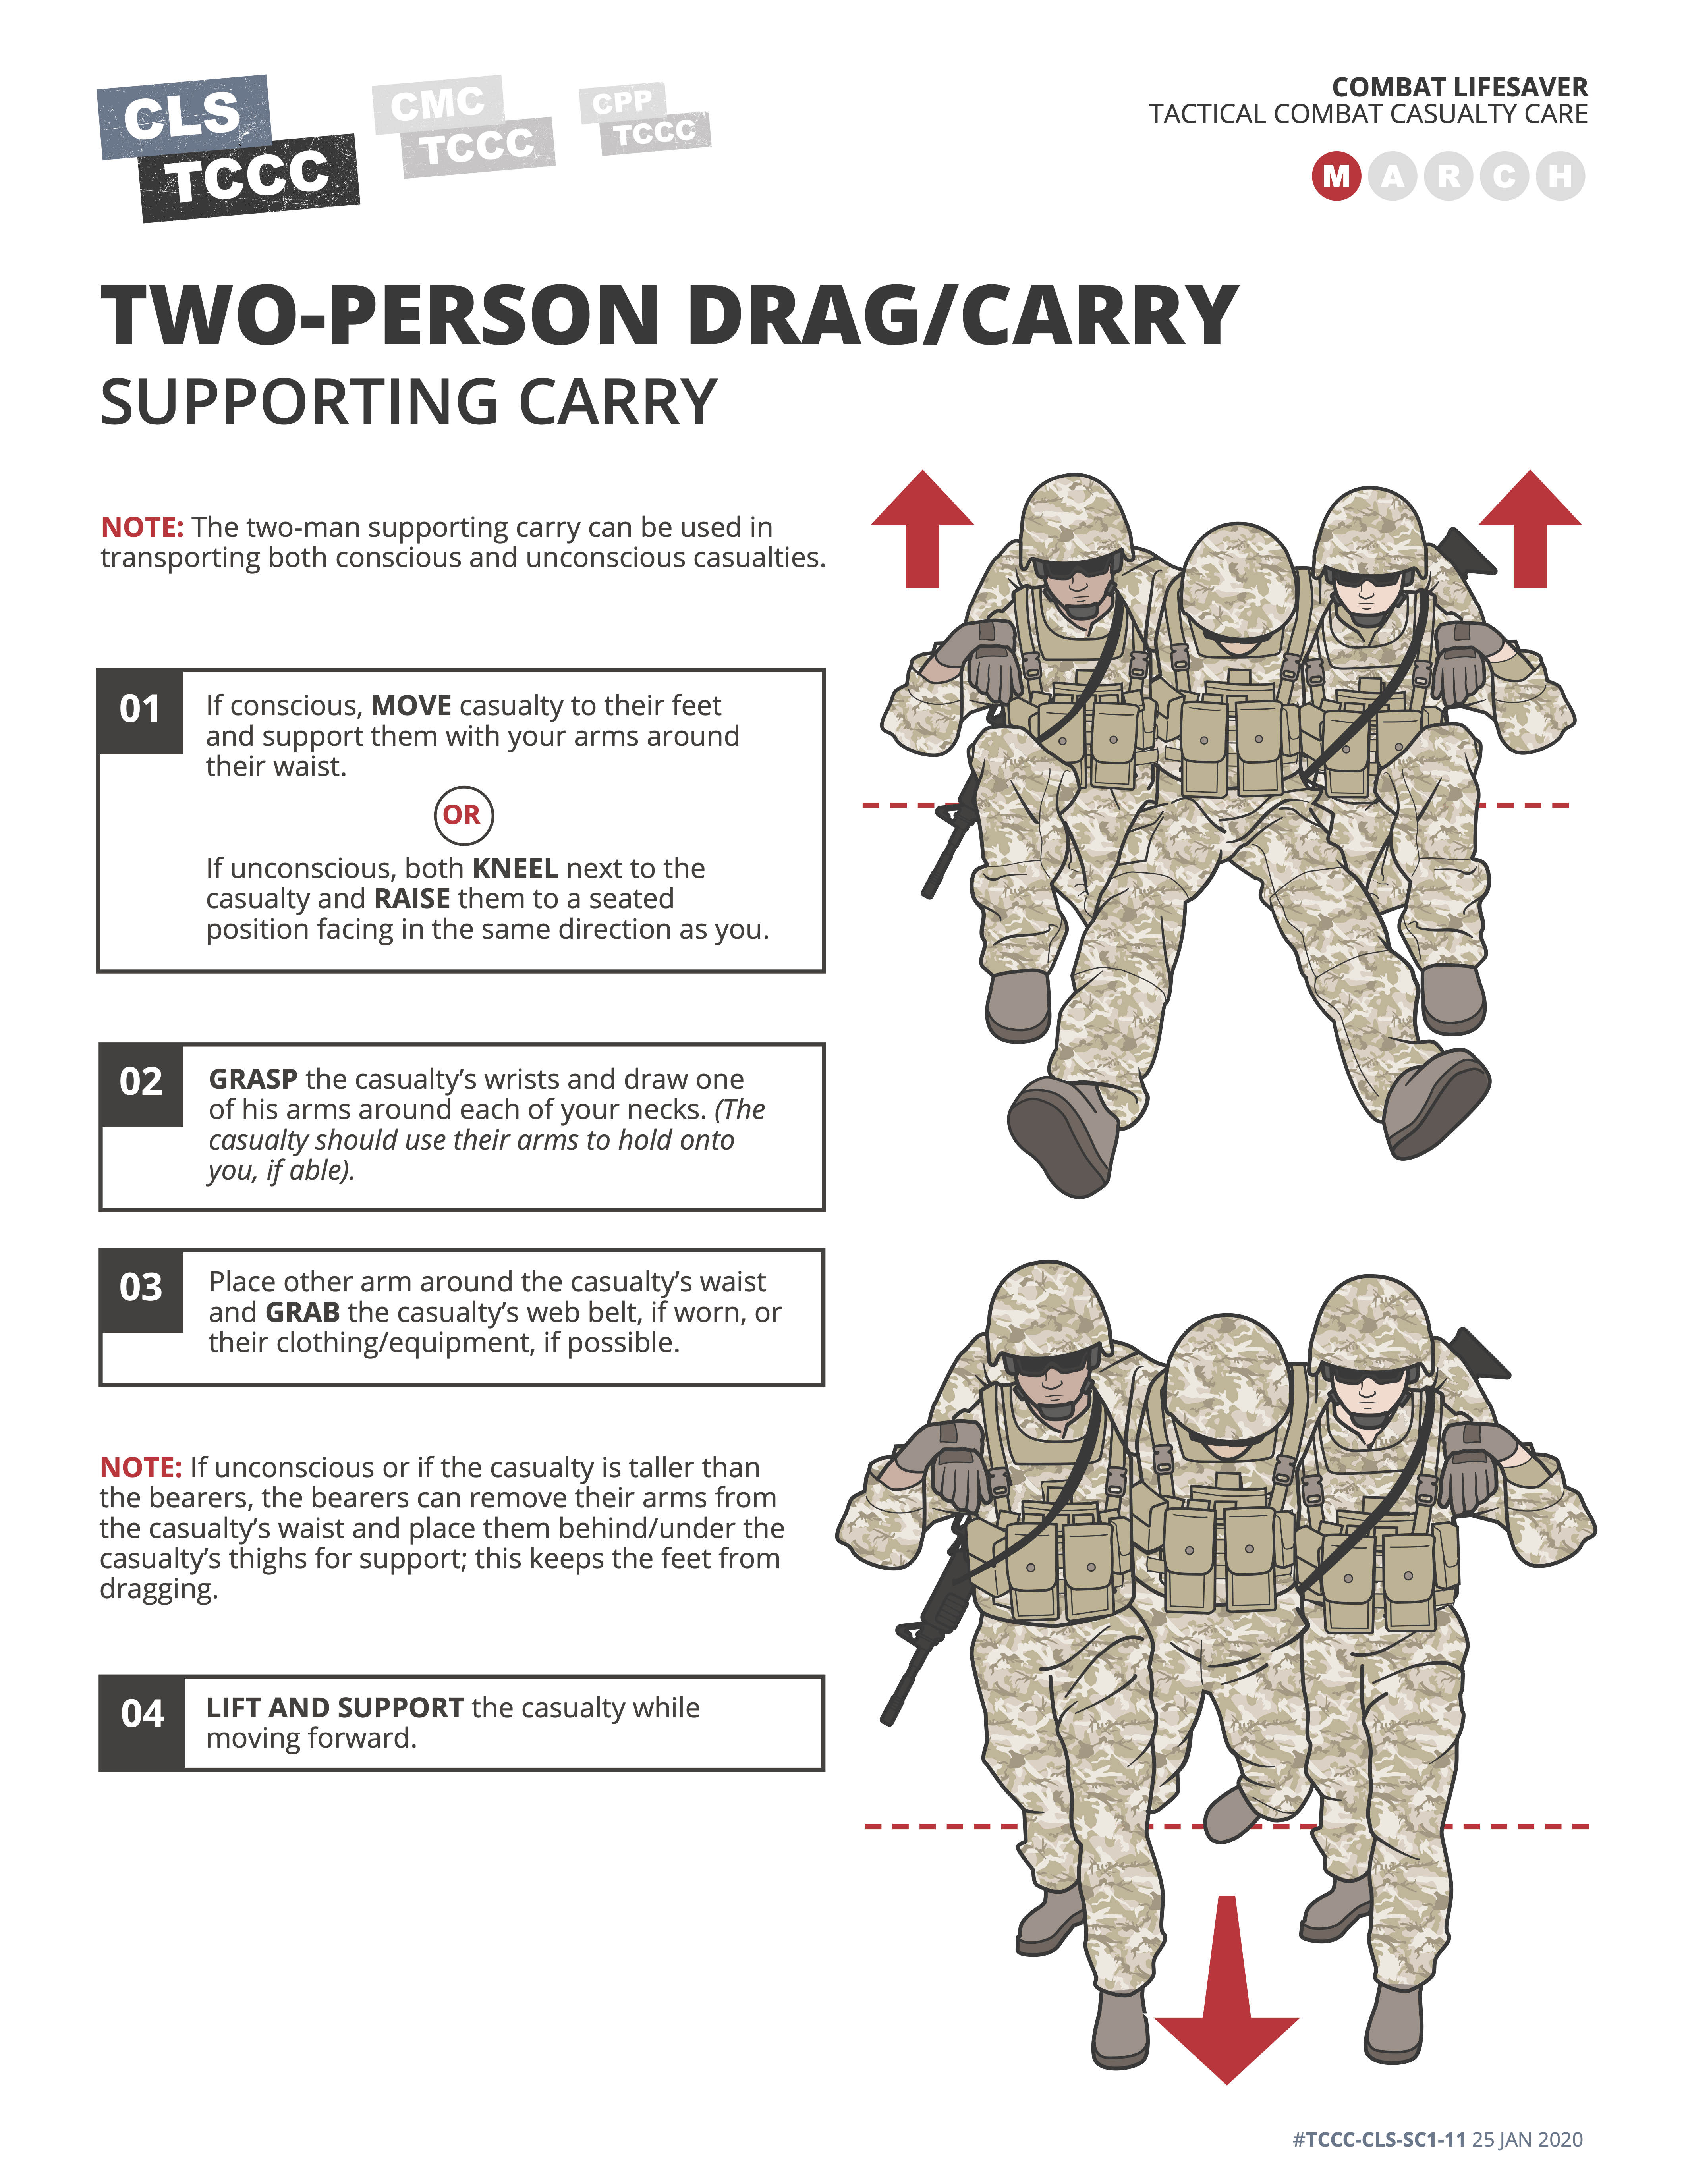 CLS
TCCC
CMC
TCCC
CPP
TCCC
COMBAT LIFESAVER
TACTICAL COMBAT CASUALTY CARE
M A R C H
TWO-PERSON DRAG/CARRY
SUPPORTING CARRY
NOTE: The two-man supporting carry can be used in
transporting both conscious and unconscious casualties.
01
If conscious, MOVE casualty to their feet
and support them with your arms around
their waist.
OR
If unconscious, both KNEEL next to the
casualty and RAISE them to a seated
position facing in the same direction as you.
02
GRASP the casualty’s wrists and draw one
of his arms around each of your necks. (The
casualty should use their arms to hold onto
you, if able).
03
Place other arm around the casualty’s waist
and GRAB the casualty’s web belt, if worn, or
their clothing/equipment, if possible.
NOTE: If unconscious or if the casualty is taller than
the bearers, the bearers can remove their arms from
the casualty’s waist and place them behind/under the
casualty’s thighs for support; this keeps the feet from
dragging.
04
LIFT AND SUPPORT the casualty while
moving forward.
#TCCC-CLS-SC1-11 25 JAN 2020